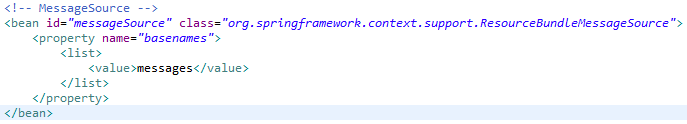 <!-- MessageSource -->
<bean id="messageSource" class="org.springframework.context.support.ResourceBundleMessageSource">
    <property name="basenames">
        <list>
            <value>messages</value>
        </list>
    </property>
</bean>